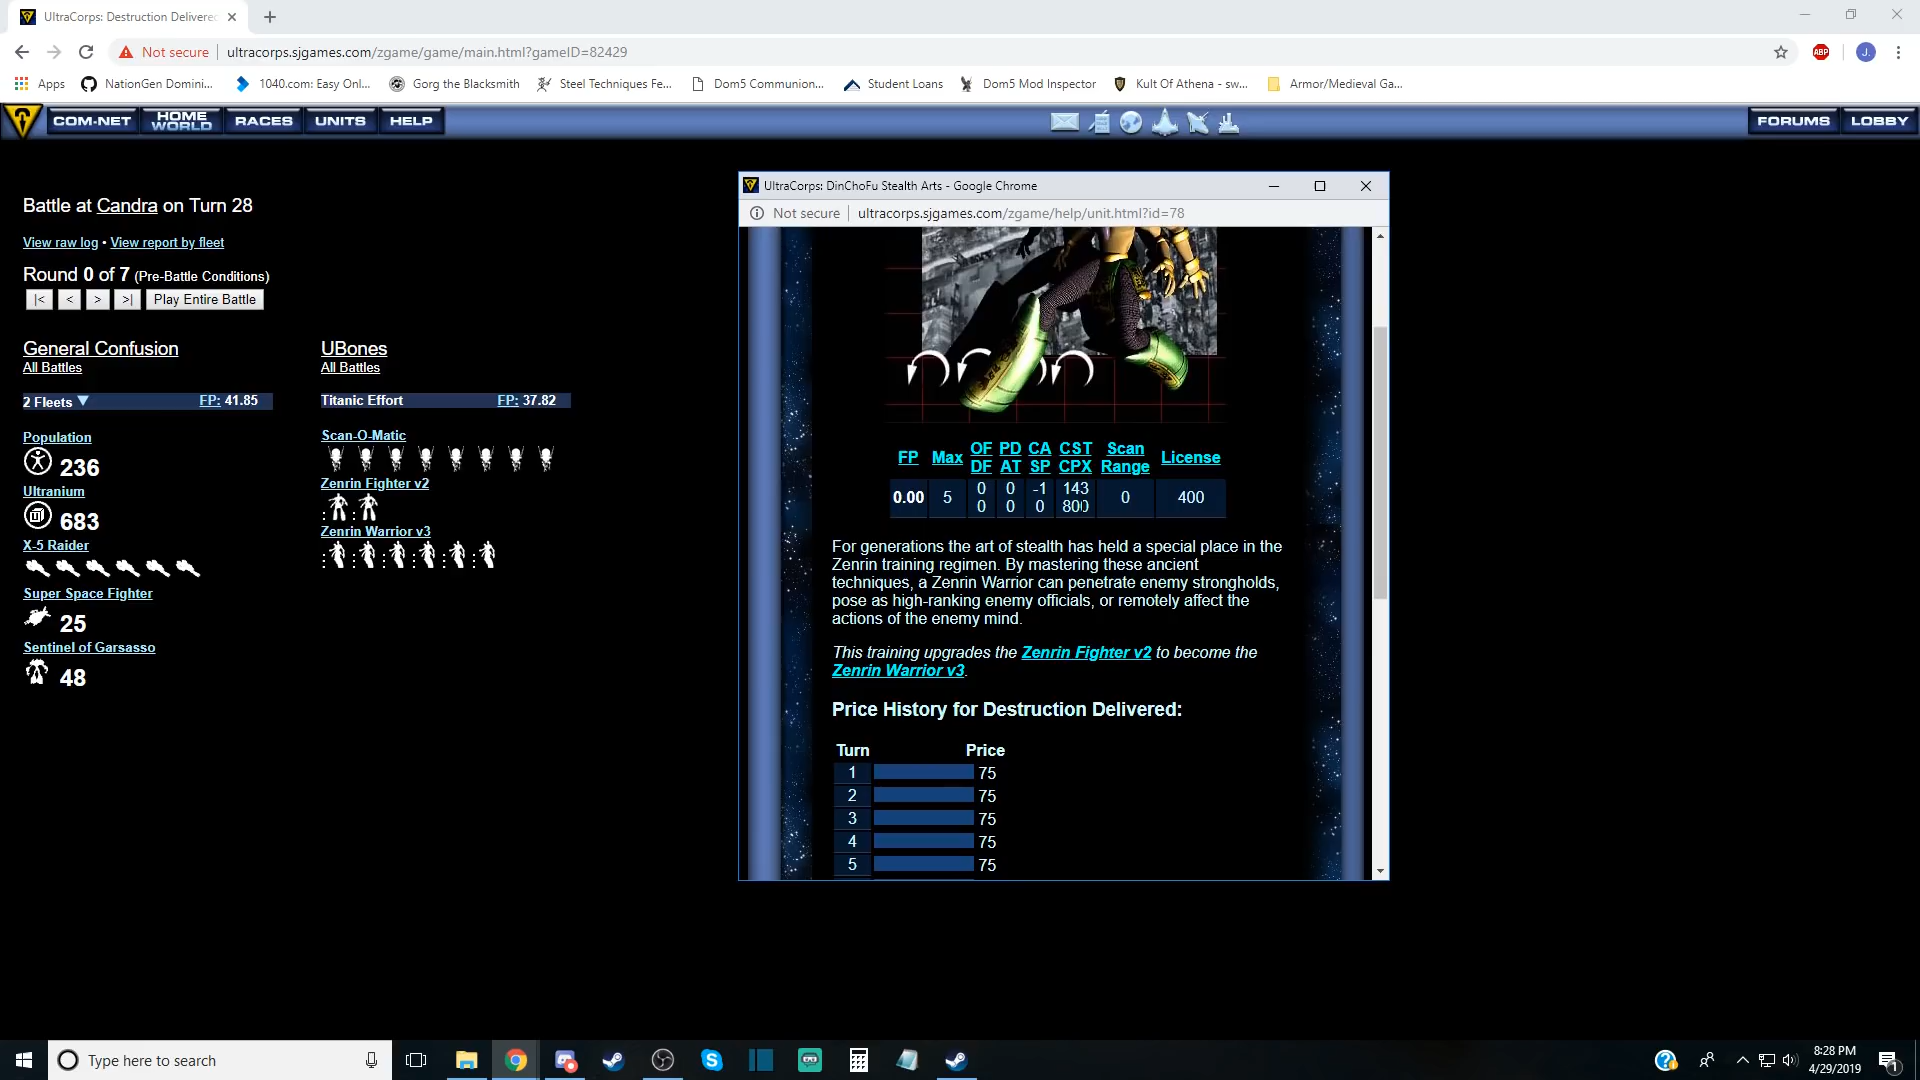 UltraCorps: Destruction Delivered
Not secure
ultracorps.sjgames.com/zgame/game/main.html?gameID=82429
ABP
J.
Apps
NationGen Domini...
1040.com: Easy Onl...
Gorg the Blacksmith
Steel Techniques Fe...
Dom5 Communion...
Student Loans
Dom5 Mod Inspector
Kult Of Athena - sw...
Armor/Medieval Ga...
COM-NET
HOME
WORLD
RACES
UNITS
HELP
FORUMS
LOBBY
Battle at Candra on Turn 28
View raw log • View report by fleet
Round 0 of 7 (Pre-Battle Conditions)
|<
<
>
>|
Play Entire Battle
General Confusion
All Battles
2 Fleets ▼ FP: 41.85
Population
236
Ultranium
683
X-5 Raider
Super Space Fighter
25
Sentinel of Garsasso
48
UBones
All Battles
Titanic Effort FP: 37.82
Scan-O-Matic
Zenrin Fighter v2
Zenrin Warrior v3
UltraCorps: DinChoFu Stealth Arts - Google Chrome
Not secure
ultracorps.sjgames.com/zgame/help/unit.html?id=78
FP Max OF PD CA CST Scan License
DF AT SP CPX Range
0.00 5 0 0 -1 143 0 400
0 0 0 800
For generations the art of stealth has held a special place in the
Zenrin training regimen. By mastering these ancient
techniques, a Zenrin Warrior can penetrate enemy strongholds,
pose as high-ranking enemy officials, or remotely affect the
actions of the enemy mind.
This training upgrades the Zenrin Fighter v2 to become the
Zenrin Warrior v3.
Price History for Destruction Delivered:
Turn Price
1 75
2 75
3 75
4 75
5 75
Type here to search
8:28 PM
4/29/2019
1